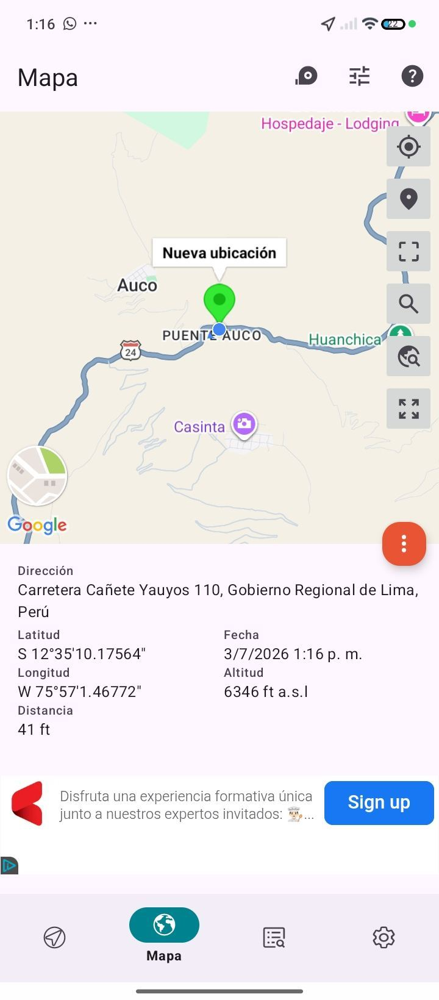 1:16
22
Mapa
Hospedaje - Lodging
Nueva ubicación
Auco
PUENTE AUCO
Huanchica
24
Casinta
Google
Dirección
Carretera Cañete Yauyos 110, Gobierno Regional de Lima,
Perú
Latitud
S 12°35'10.17564"
Fecha
3/7/2026 1:16 p. m.
Longitud
W 75°57'1.46772"
Altitud
6346 ft a.s.l
Distancia
41 ft
Disfruta una experiencia formativa única
junto a nuestros expertos invitados: 👨🏻‍🍳...
Sign up
Mapa